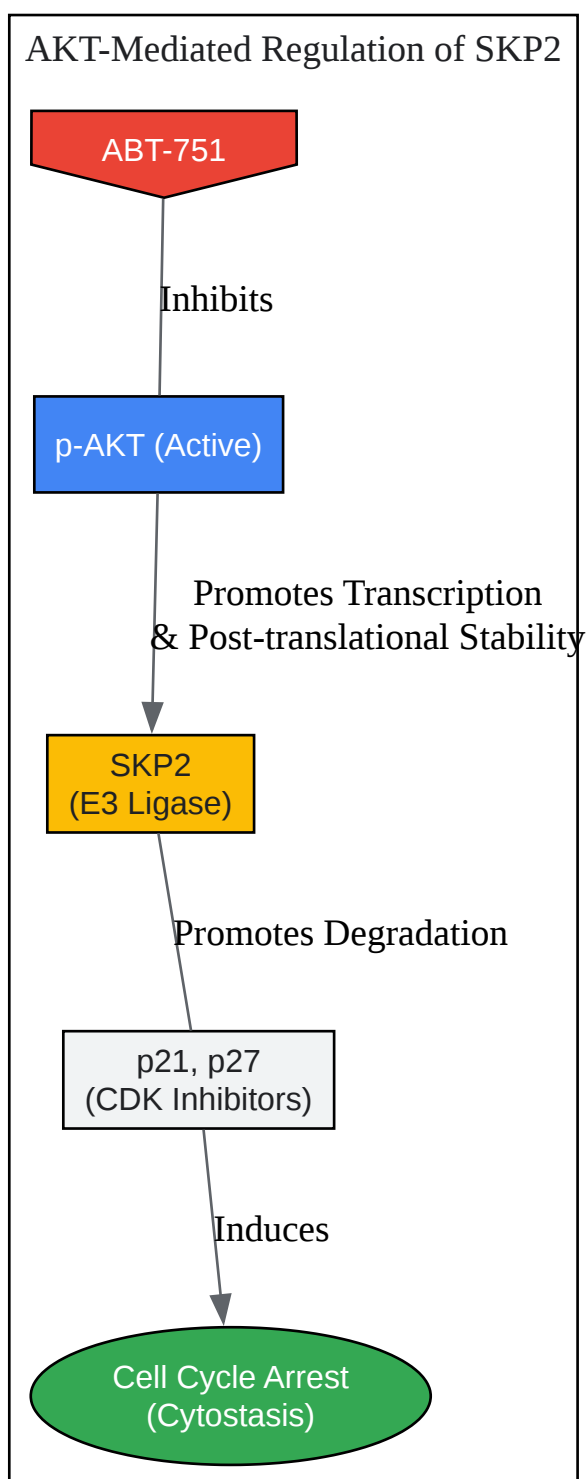 AKT-Mediated Regulation of SKP2
ABT-751
Inhibits
p-AKT (Active)
Promotes Transcription
& Post-translational Stability
SKP2
(E3 Ligase)
Promotes Degradation
p21, p27
(CDK Inhibitors)
Induces
Cell Cycle Arrest
(Cytostasis)